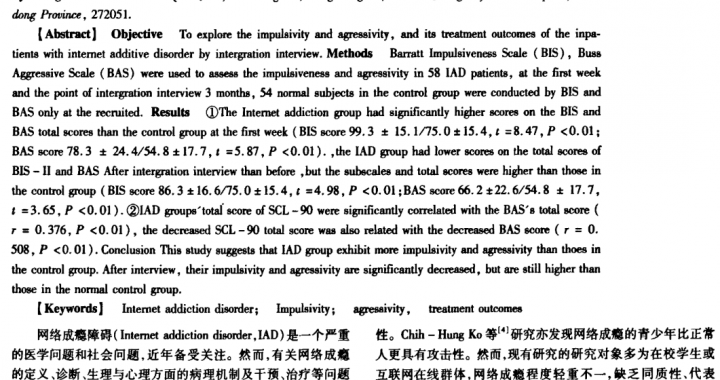 dong Province, 272051.
【Abstract】 Objective To explore the impulsivity and agressivity, and its treatment outcomes of the inpa-
tients with internet additive disorder by intergration interview. Methods Barratt Impulsiveness Scale (BIS), Buss
Aggressive Scale (BAS) were used to assess the impulsiveness and agressivity in 58 IAD patients, at the first week
and the point of intergration interview 3 months, 54 normal subjects in the control group were conducted by BIS and
BAS only at the recruited. Results ①The Internet addiction group had significantly higher scores on the BIS and
BAS total scores than the control group at the first week (BIS score 99.3 ± 15.1/75.0±15.4, t =8.47, P <0.01;
BAS score 78.3 ± 24.4/54.8±17.7, t =5.87, P <0.01). ,the IAD group had lower scores on the total scores of
BIS-II and BAS After intergration interview than before ,but the subscales and total scores were higher than those in
the control group (BIS score 86.3±16.6/75.0±15.4, t =4.98, P <0.01;BAS score 66.2±22.6/54.8 ± 17.7,
t =3.65, P <0.01).②IAD groups'total' score of SCL-90 were significantly correlated with the BAS's total score (
r = 0.376, P <0.01), the decreased SCL-90 total score was also related with the decreased BAS score ( r = 0.
508, P <0.01). Conclusion This study suggests that IAD group exhibit more impulsivity and agressivity than thoes in
the control group. After interview, their impulsivity and agressivity are significantly decreased, but are still higher than
those in the normal control group.
【Keywords】 Internet addiction disorder; Impulsivity; agressivity, treatment outcomes
网络成瘾障碍(Internet addiction disorder,IAD)是一个严重
的医学问题和社会问题,近年备受关注。然而,有关网络成瘾
的定义、诊断、生理与心理方面的病理机制及干预、治疗等问题
性。Chih-Hung Ko 等[4]研究亦发现网络成瘾的青少年比正常
人更具有攻击性。然而,现有研究的研究对象多为在校学生或
互联网在线群体,网络成瘾程度轻重不一,缺乏同质性、代表